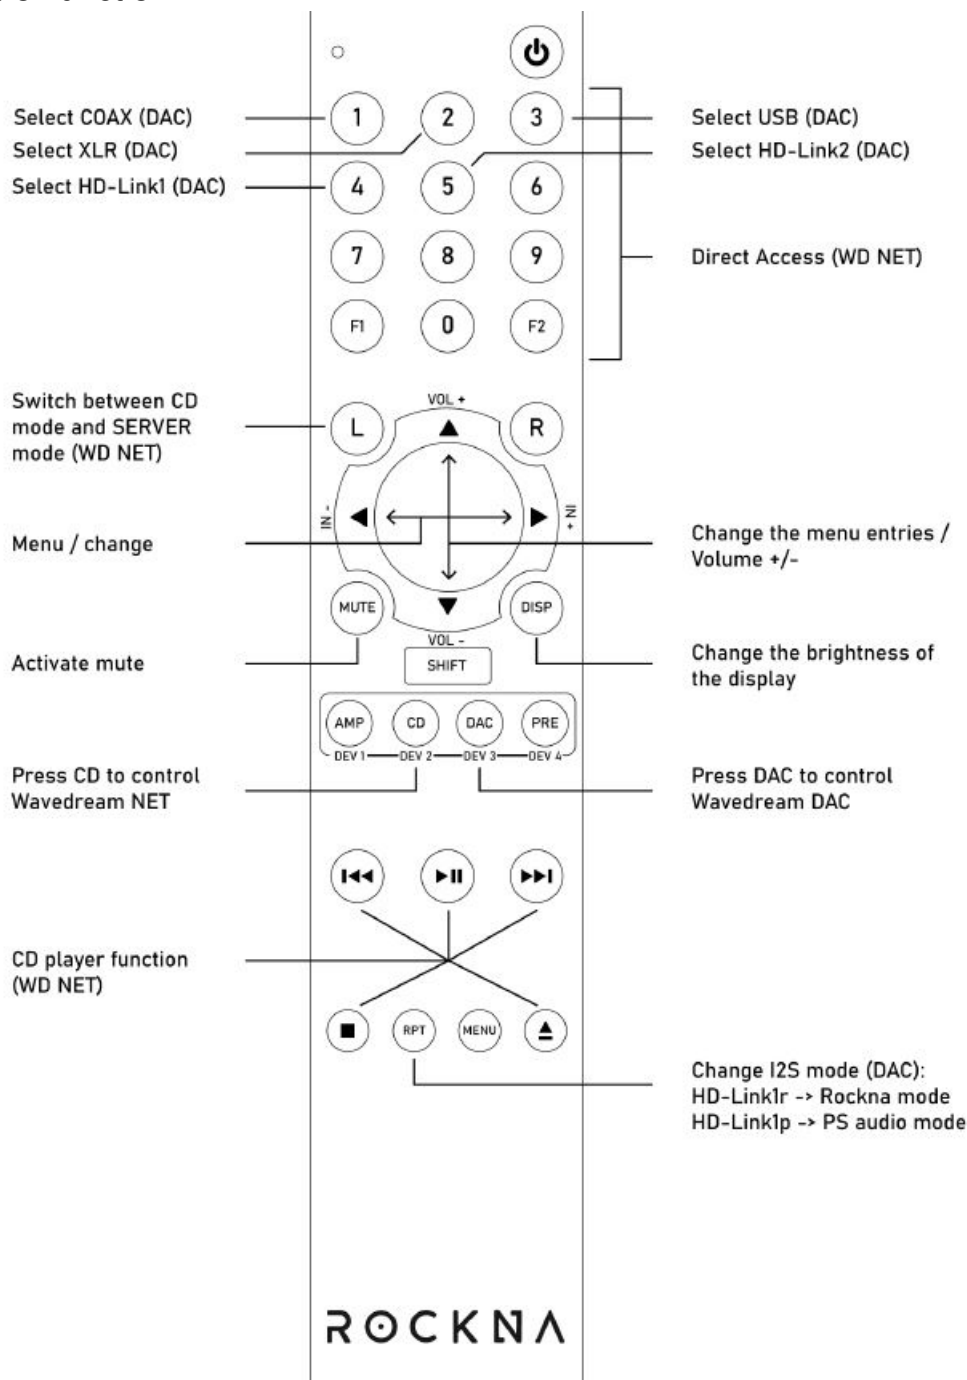 Select COAX (DAC)
Select XLR (DAC)
Select HD-Link1 (DAC)
1
2
3
Select USB (DAC)
Select HD-Link2 (DAC)
4
5
6
7
8
9
Direct Access (WD NET)
F1
0
F2
Switch between CD
mode and SERVER
mode (WD NET)
VOL +
L
R
IN -
IN +
Menu / change
Change the menu entries /
Volume +/-
MUTE
DISP
VOL -
Activate mute
SHIFT
Change the brightness of
the display
AMP
CD
DAC
PRE
DEV 1
DEV 2
DEV 3
DEV 4
Press CD to control
Wavedream NET
Press DAC to control
Wavedream DAC
CD player function
(WD NET)
RPT
MENU
Change I2S mode (DAC):
HD-Link1r -> Rockna mode
HD-Link1p -> PS audio mode
ROCKNA